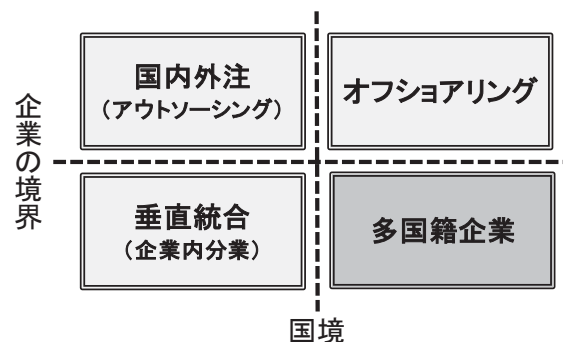 国内外注
（アウトソーシング）
オフショアリング
企業の境界
垂直統合
（企業内分業）
多国籍企業
国境